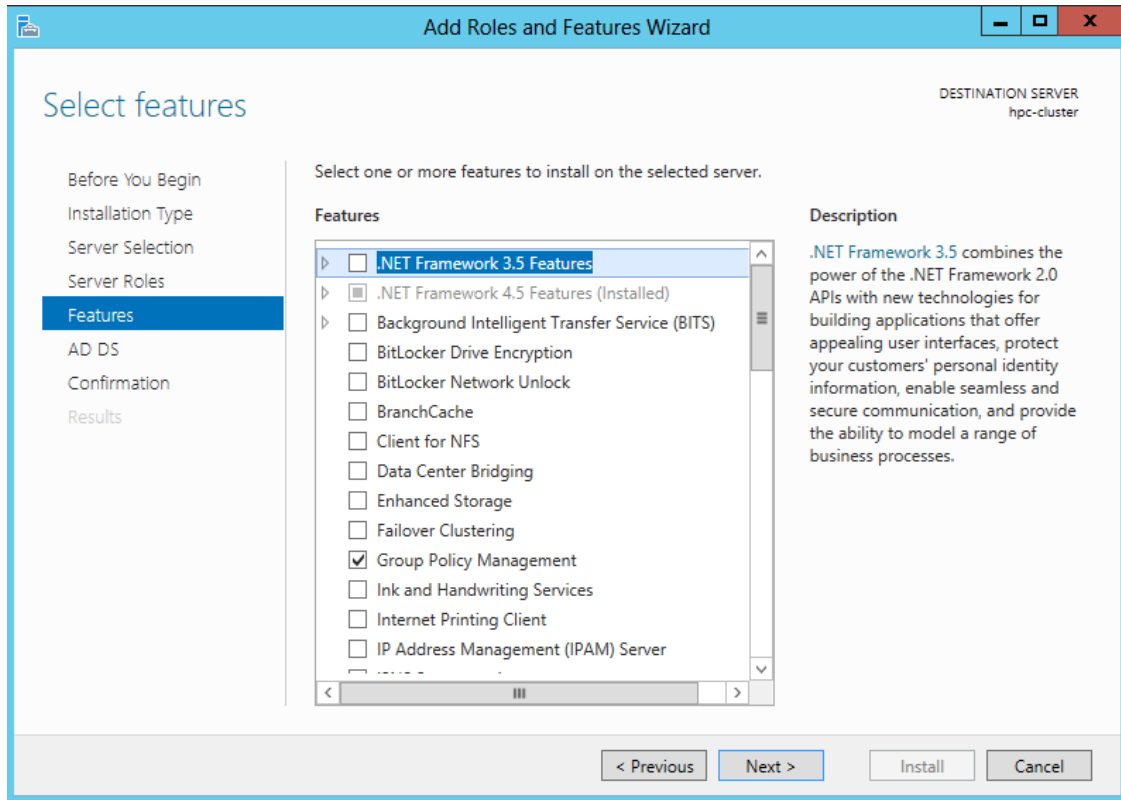 Add Roles and Features Wizard
Select features
DESTINATION SERVER
hpc-cluster
Before You Begin
Installation Type
Server Selection
Server Roles
Features
AD DS
Confirmation
Results
Select one or more features to install on the selected server.
Features
.NET Framework 3.5 Features
.NET Framework 4.5 Features (Installed)
Background Intelligent Transfer Service (BITS)
BitLocker Drive Encryption
BitLocker Network Unlock
BranchCache
Client for NFS
Data Center Bridging
Enhanced Storage
Failover Clustering
Group Policy Management
Ink and Handwriting Services
Internet Printing Client
IP Address Management (IPAM) Server
Description
.NET Framework 3.5 combines the
power of the .NET Framework 2.0
APIs with new technologies for
building applications that offer
appealing user interfaces, protect
your customers' personal identity
information, enable seamless and
secure communication, and provide
the ability to model a range of
business processes.
< Previous
Next >
Install
Cancel